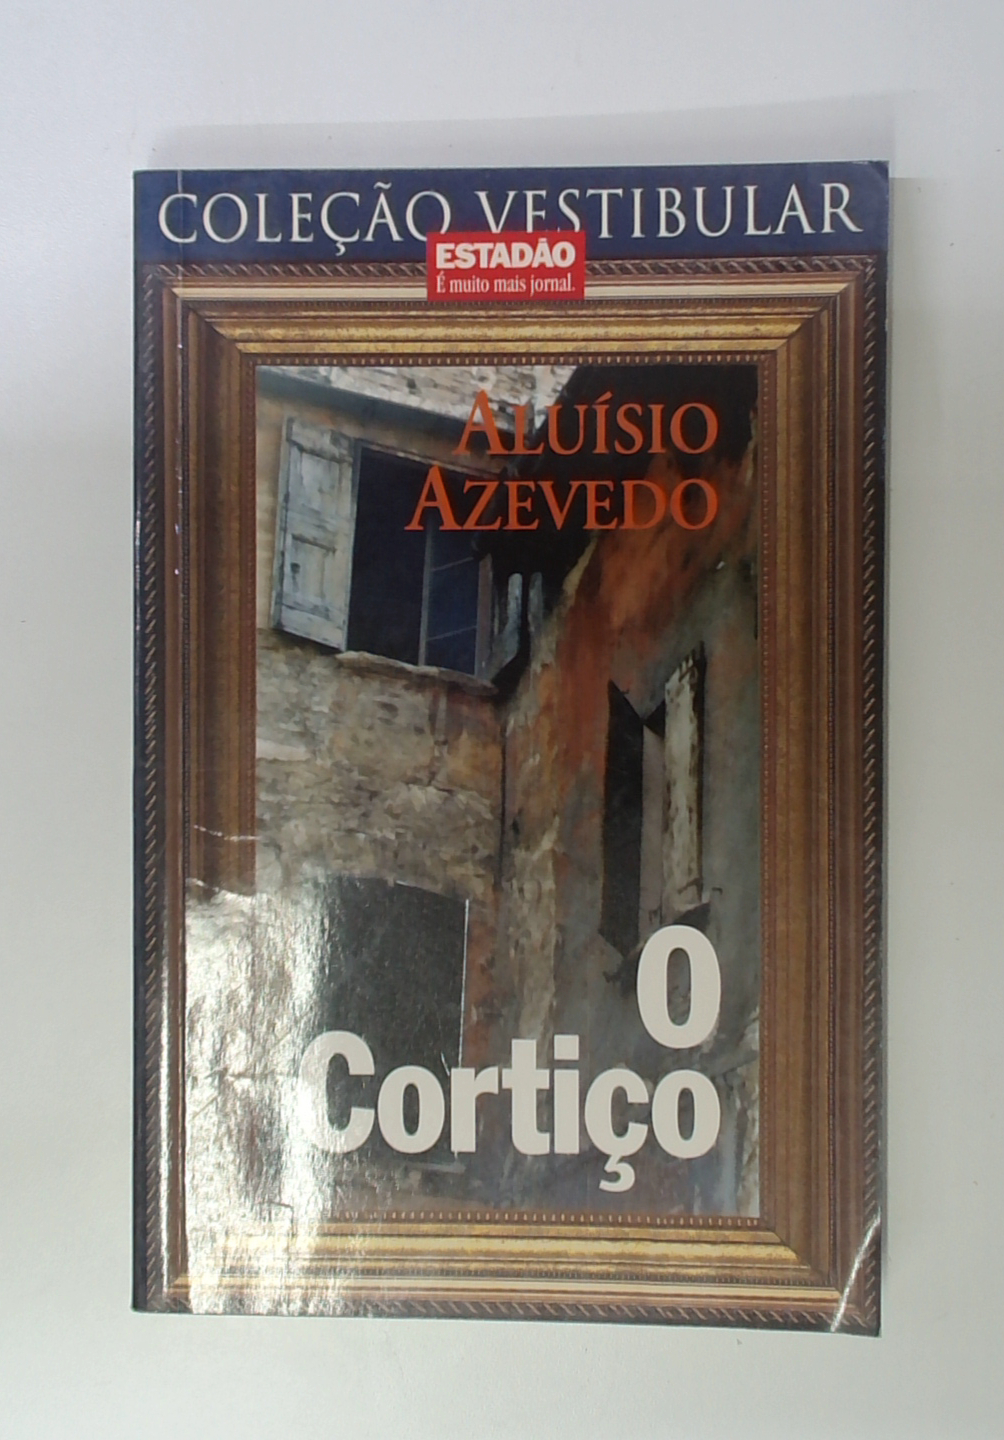 COLEÇÃO VESTIBULAR
ESTADÃO
É muito mais jornal.
ALUÍSIO
AZEVEDO
O
Cortiço